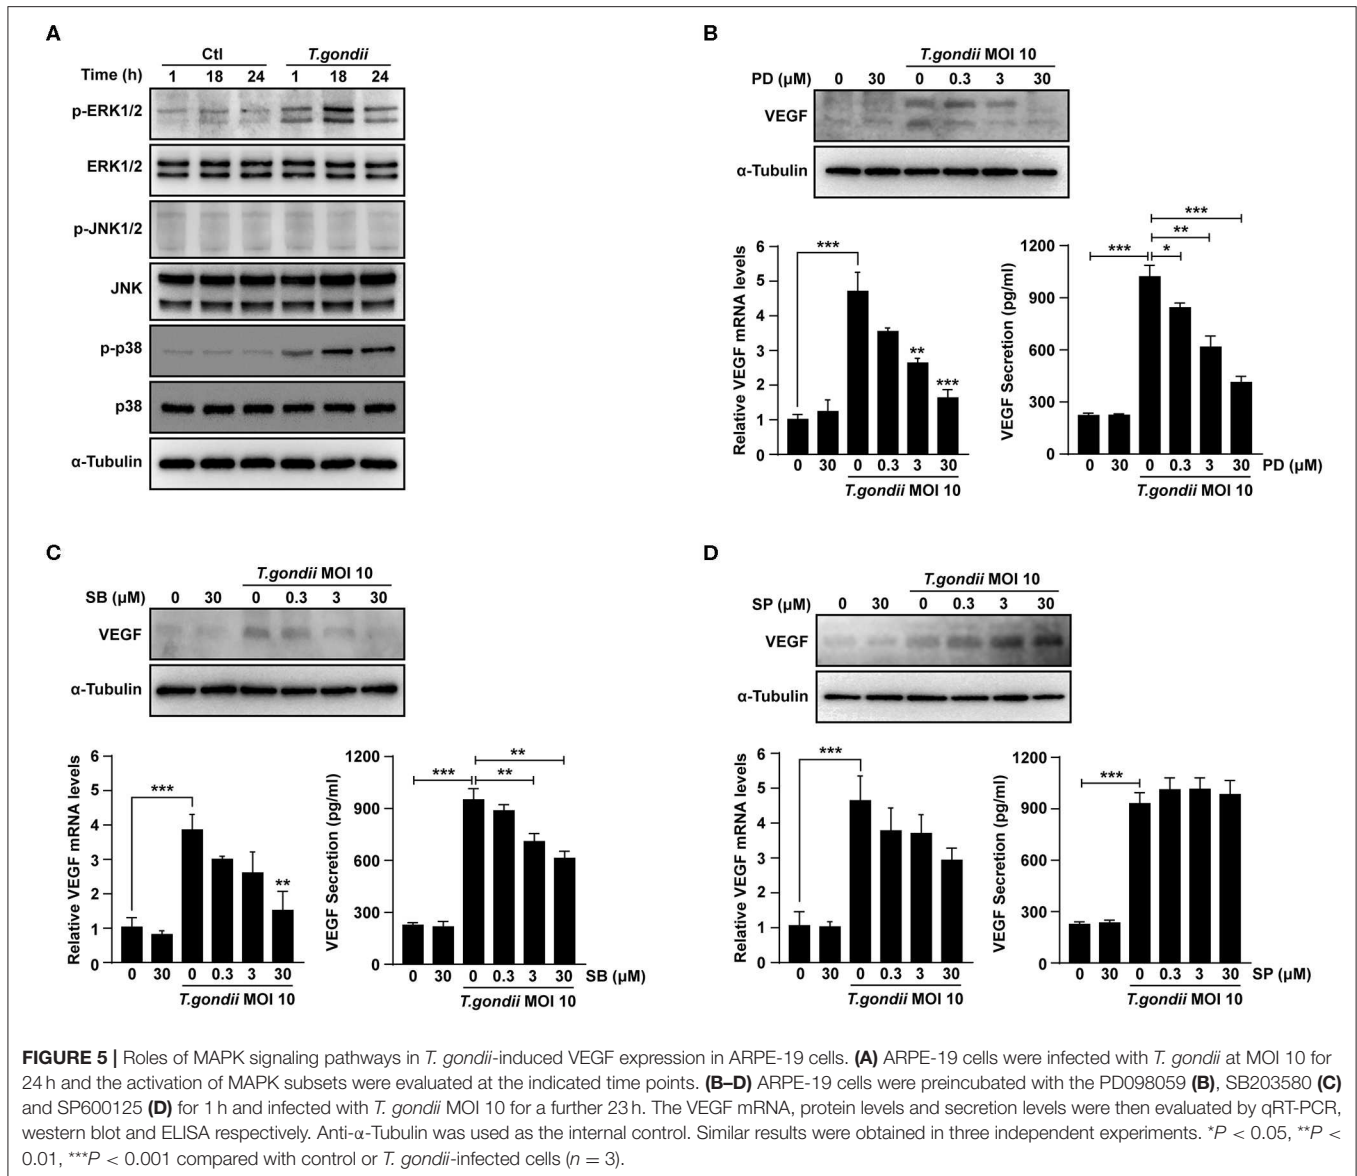 A
Ctl T.gondii
Time (h) 1 18 24 1 18 24
p-ERK1/2
ERK1/2
p-JNK1/2
JNK
p-p38
p38
α-Tubulin
B
T.gondii MOI 10
PD (μM) 0 30 0 0.3 3 30
VEGF
α-Tubulin
Relative VEGF mRNA levels
6
5
4
3
2
1
0
***
**
***
0 30 0 0.3 3 30
T.gondii MOI 10
VEGF Secretion (pg/ml)
1200
900
600
300
0
***
**
*** *
0 30 0 0.3 3 30 PD (μM)
T.gondii MOI 10
C
T.gondii MOI 10
SB (μM) 0 30 0 0.3 3 30
VEGF
α-Tubulin
Relative VEGF mRNA levels
6
5
4
3
2
1
0
***
**
0 30 0 0.3 3 30
T.gondii MOI 10
VEGF Secretion (pg/ml)
1200
900
600
300
0
**
*** **
0 30 0 0.3 3 30 SB (μM)
T.gondii MOI 10
D
T.gondii MOI 10
SP (μM) 0 30 0 0.3 3 30
VEGF
α-Tubulin
Relative VEGF mRNA levels
6
5
4
3
2
1
0
***
0 30 0 0.3 3 30
T.gondii MOI 10
VEGF Secretion (pg/ml)
1200
900
600
300
0
***
0 30 0 0.3 3 30 SP (μM)
T.gondii MOI 10
FIGURE 5 | Roles of MAPK signaling pathways in T. gondii-induced VEGF expression in ARPE-19 cells. (A) ARPE-19 cells were infected with T. gondii at MOI 10 for
24 h and the activation of MAPK subsets were evaluated at the indicated time points. (B–D) ARPE-19 cells were preincubated with the PD098059 (B), SB203580 (C)
and SP600125 (D) for 1 h and infected with T. gondii MOI 10 for a further 23 h. The VEGF mRNA, protein levels and secretion levels were then evaluated by qRT-PCR,
western blot and ELISA respectively. Anti-α-Tubulin was used as the internal control. Similar results were obtained in three independent experiments. *P < 0.05, **P <
0.01, ***P < 0.001 compared with control or T. gondii-infected cells (n = 3).